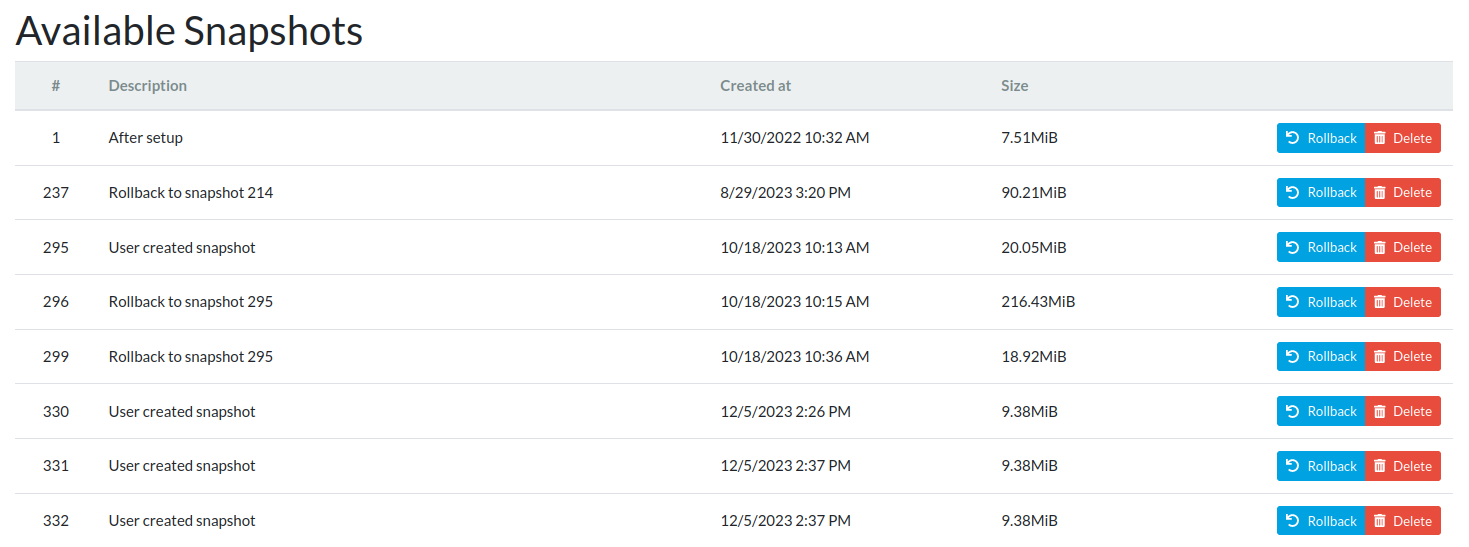 Available Snapshots
# Description Created at Size
1 After setup 11/30/2022 10:32 AM 7.51MiB Rollback Delete
237 Rollback to snapshot 214 8/29/2023 3:20 PM 90.21MiB Rollback Delete
295 User created snapshot 10/18/2023 10:13 AM 20.05MiB Rollback Delete
296 Rollback to snapshot 295 10/18/2023 10:15 AM 216.43MiB Rollback Delete
299 Rollback to snapshot 295 10/18/2023 10:36 AM 18.92MiB Rollback Delete
330 User created snapshot 12/5/2023 2:26 PM 9.38MiB Rollback Delete
331 User created snapshot 12/5/2023 2:37 PM 9.38MiB Rollback Delete
332 User created snapshot 12/5/2023 2:37 PM 9.38MiB Rollback Delete